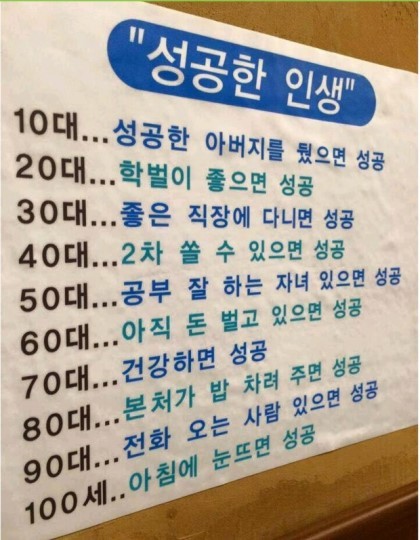 "성공한 인생"
10대...성공한 아버지를 뒀으면 성공
20대...학벌이 좋으면 성공
30대...좋은 직장에 다니면 성공
40대...2차 쏠 수 있으면 성공
50대...공부 잘 하는 자녀 있으면 성공
60대...아직 돈 벌고 있으면 성공
70대...건강하면 성공
80대...본처가 밥 차려 주면 성공
90대...전화 오는 사람 있으면 성공
100세..아침에 눈뜨면 성공